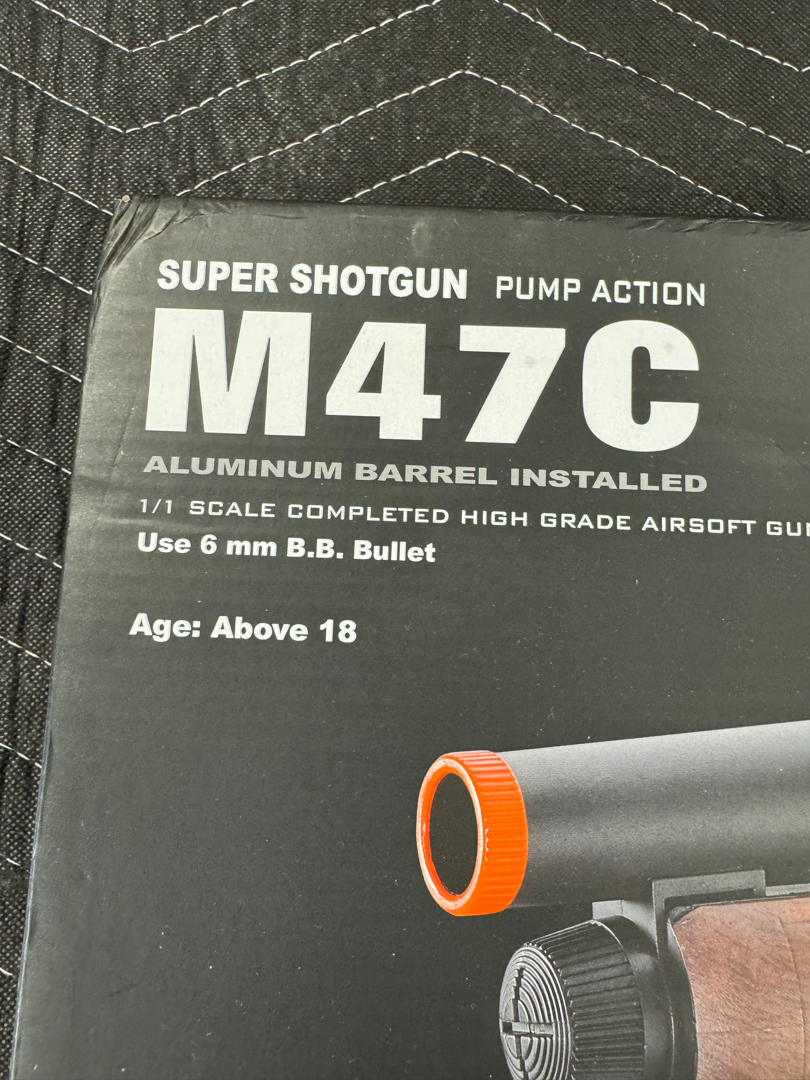 SUPER SHOTGUN PUMP ACTION
M47C
ALUMINUM BARREL INSTALLED
1/1 SCALE COMPLETED HIGH GRADE AIRSOFT
Use 6 mm B.B. Bullet
Age: Above 18